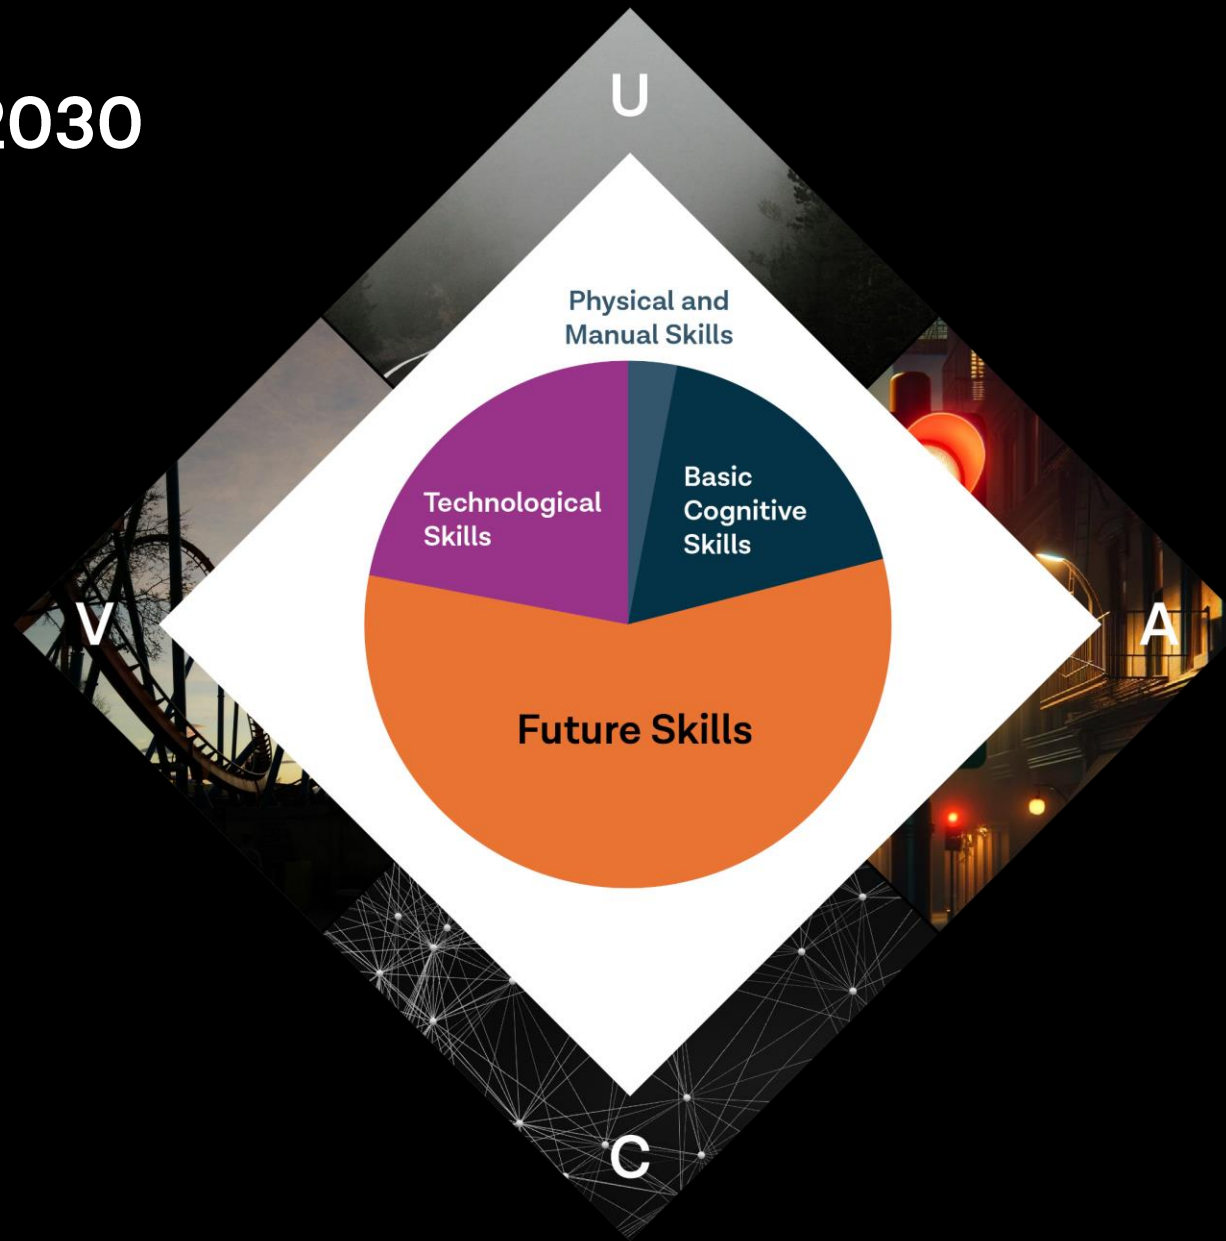 2030
U
Physical and
Manual Skills
Technological
Skills
Basic
Cognitive
Skills
V
A
Future Skills
C